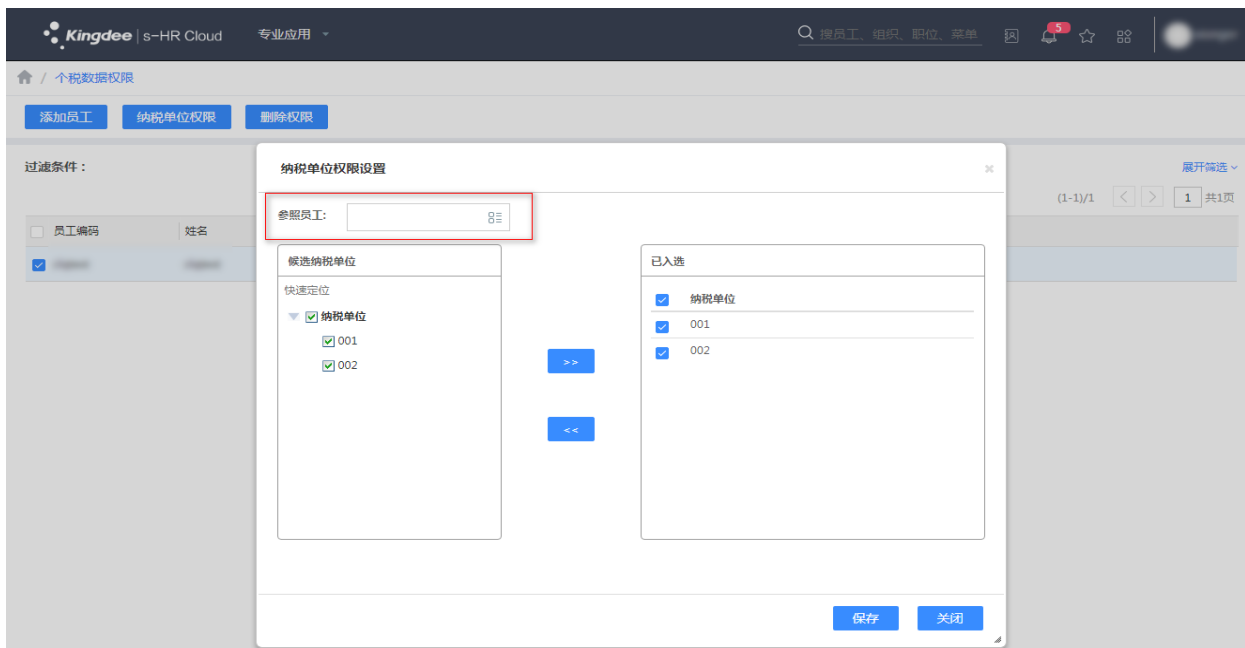 Kingdee | s-HR Cloud 专业应用 搜员工、组织、职位、菜单 5
/ 个税数据权限
添加员工 纳税单位权限 删除权限
过滤条件： 展开筛选
(1-1)/1 < > 1 共1页
员工编码 姓名
纳税单位权限设置 ×
参照员工:
候选纳税单位
快速定位
纳税单位
001
002
>>
<<
已入选
纳税单位
001
002
保存 关闭